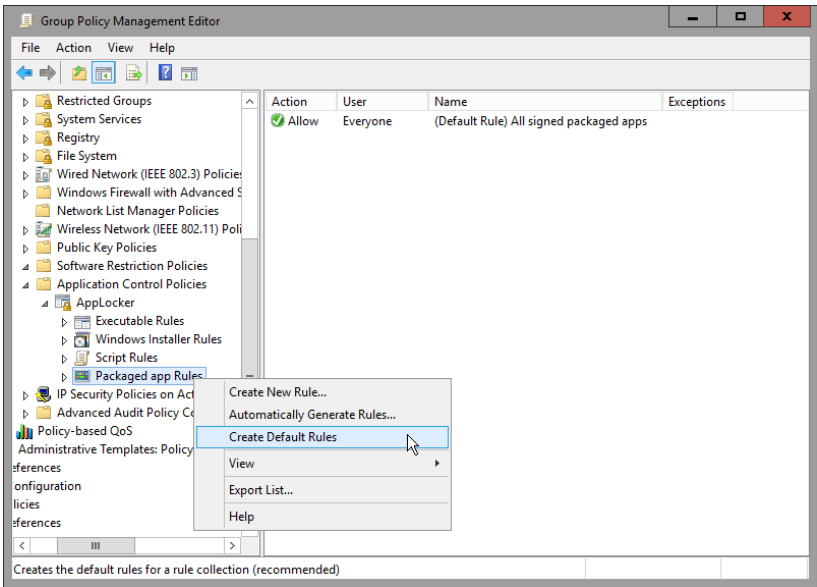 Group Policy Management Editor
File Action View Help
Restricted Groups
System Services
Registry
File System
Wired Network (IEEE 802.3) Policies
Windows Firewall with Advanced S
Network List Manager Policies
Wireless Network (IEEE 802.11) Poli
Public Key Policies
Software Restriction Policies
Application Control Policies
AppLocker
Executable Rules
Windows Installer Rules
Script Rules
Packaged app Rules
IP Security Policies on Act
Advanced Audit Policy Co
Policy-based QoS
Administrative Templates: Policy
eferences
onfiguration
licies
eferences
Action User Name Exceptions
Allow Everyone (Default Rule) All signed packaged apps
Create New Rule...
Automatically Generate Rules...
Create Default Rules
View
Export List...
Help
Creates the default rules for a rule collection (recommended)